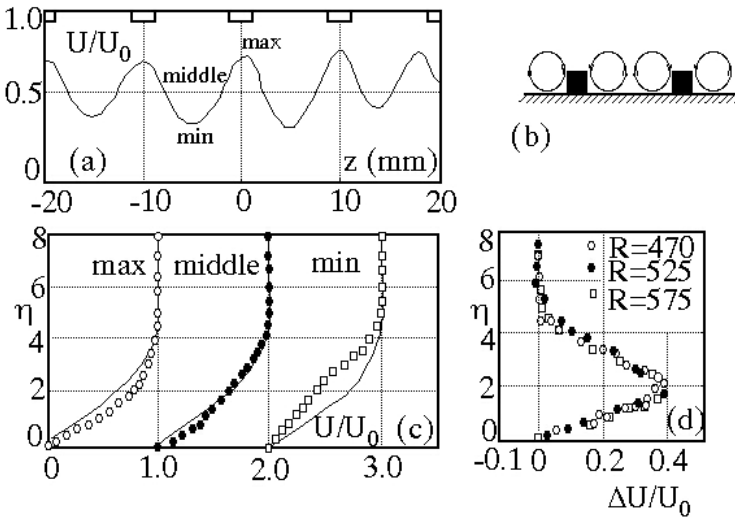 1.0
U/U0
max
middle
0.5
min
0
(a)
z (mm)
-20
-10
0
10
20
(b)
8
max
middle
min
6
η
4
2
U/U0
(c)
0
0
1.0
2.0
3.0
8
R=470
R=525
R=575
6
η
4
2
(d)
0
-0.1
0
0.2
0.4
ΔU/U0